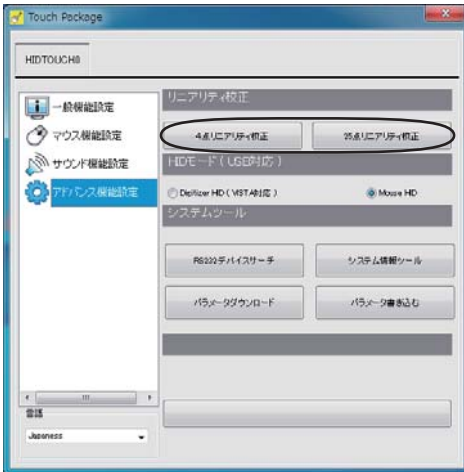 Touch Package
HIDTOUCH0
一般機能設定
マウス機能設定
サウンド機能設定
アドバンス機能設定
リニアリティ校正
4点リニアリティ校正
25点リニアリティ校正
HIDモード ( USB対応 )
Digitizer HID ( VISTA対応 )
Mouse HID
システムツール
RS232デバイスサーチ
システム情報ツール
パラメータダウンロード
パラメータ書き込む
言語
Japanese